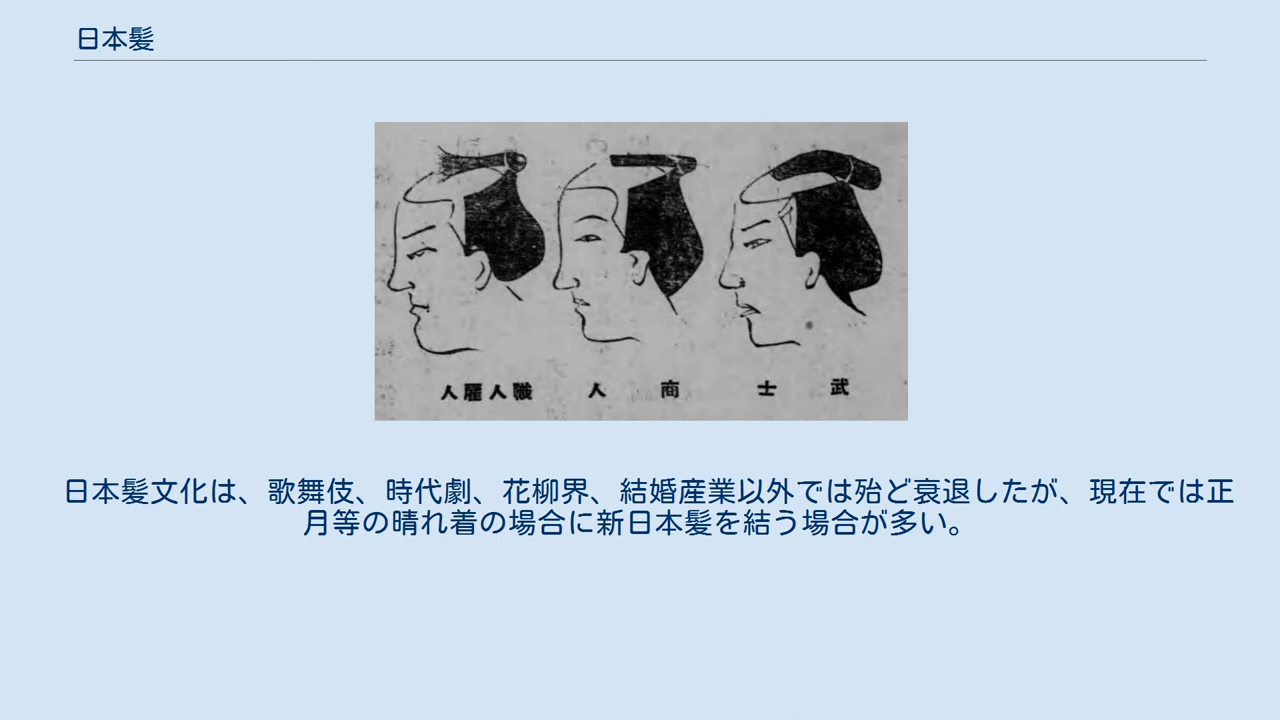 日本髪
人雇人職 人 商 士 武
日本髪文化は、歌舞伎、時代劇、花柳界、結婚産業以外では殆ど衰退したが、現在では正
月等の晴れ着の場合に新日本髪を結う場合が多い。